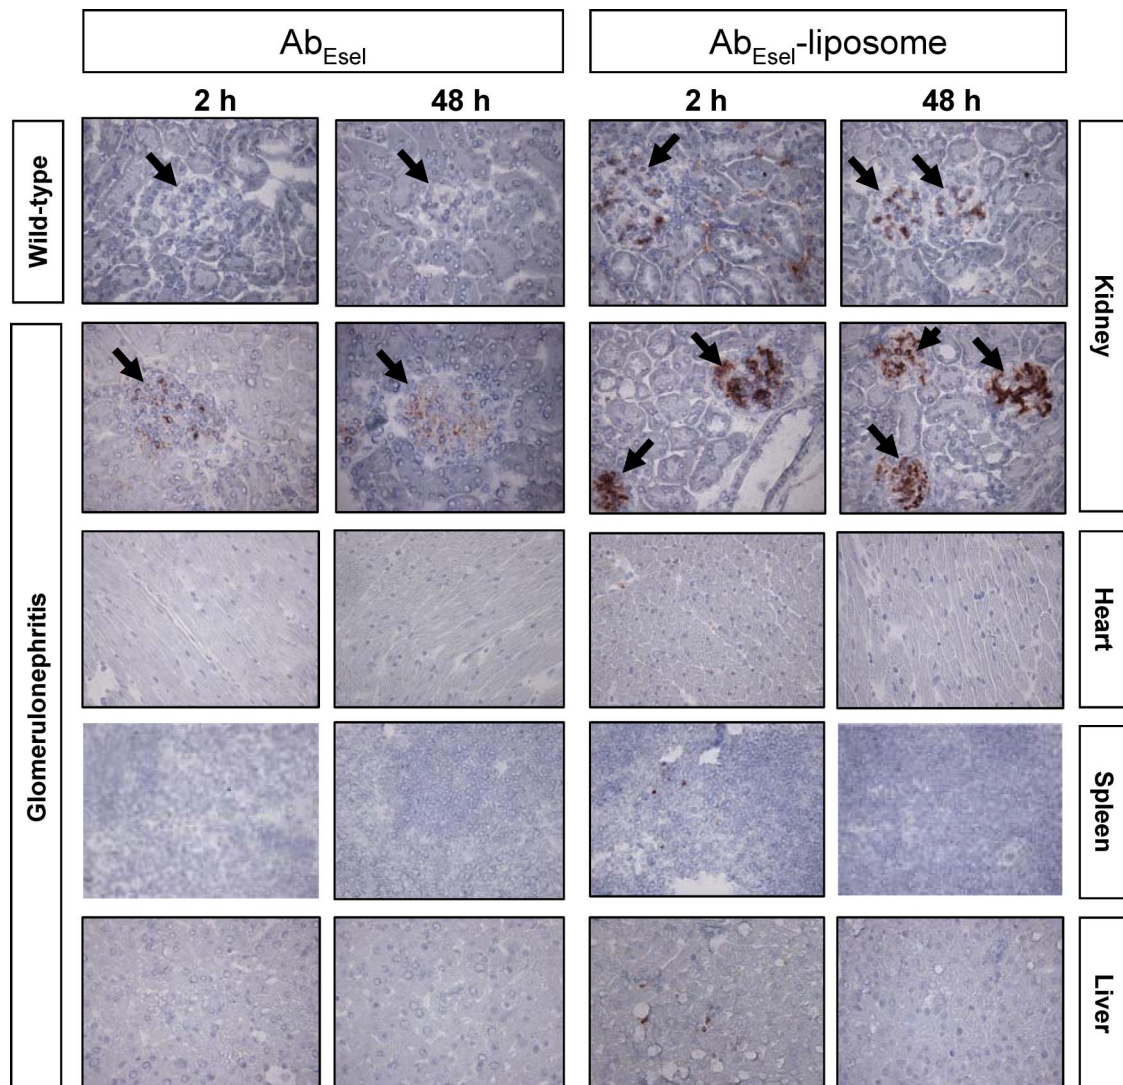 Ab_Esel
Ab_Esel-liposome
2 h
48 h
2 h
48 h
Wild-type
Kidney
Glomerulonephritis
Heart
Spleen
Liver